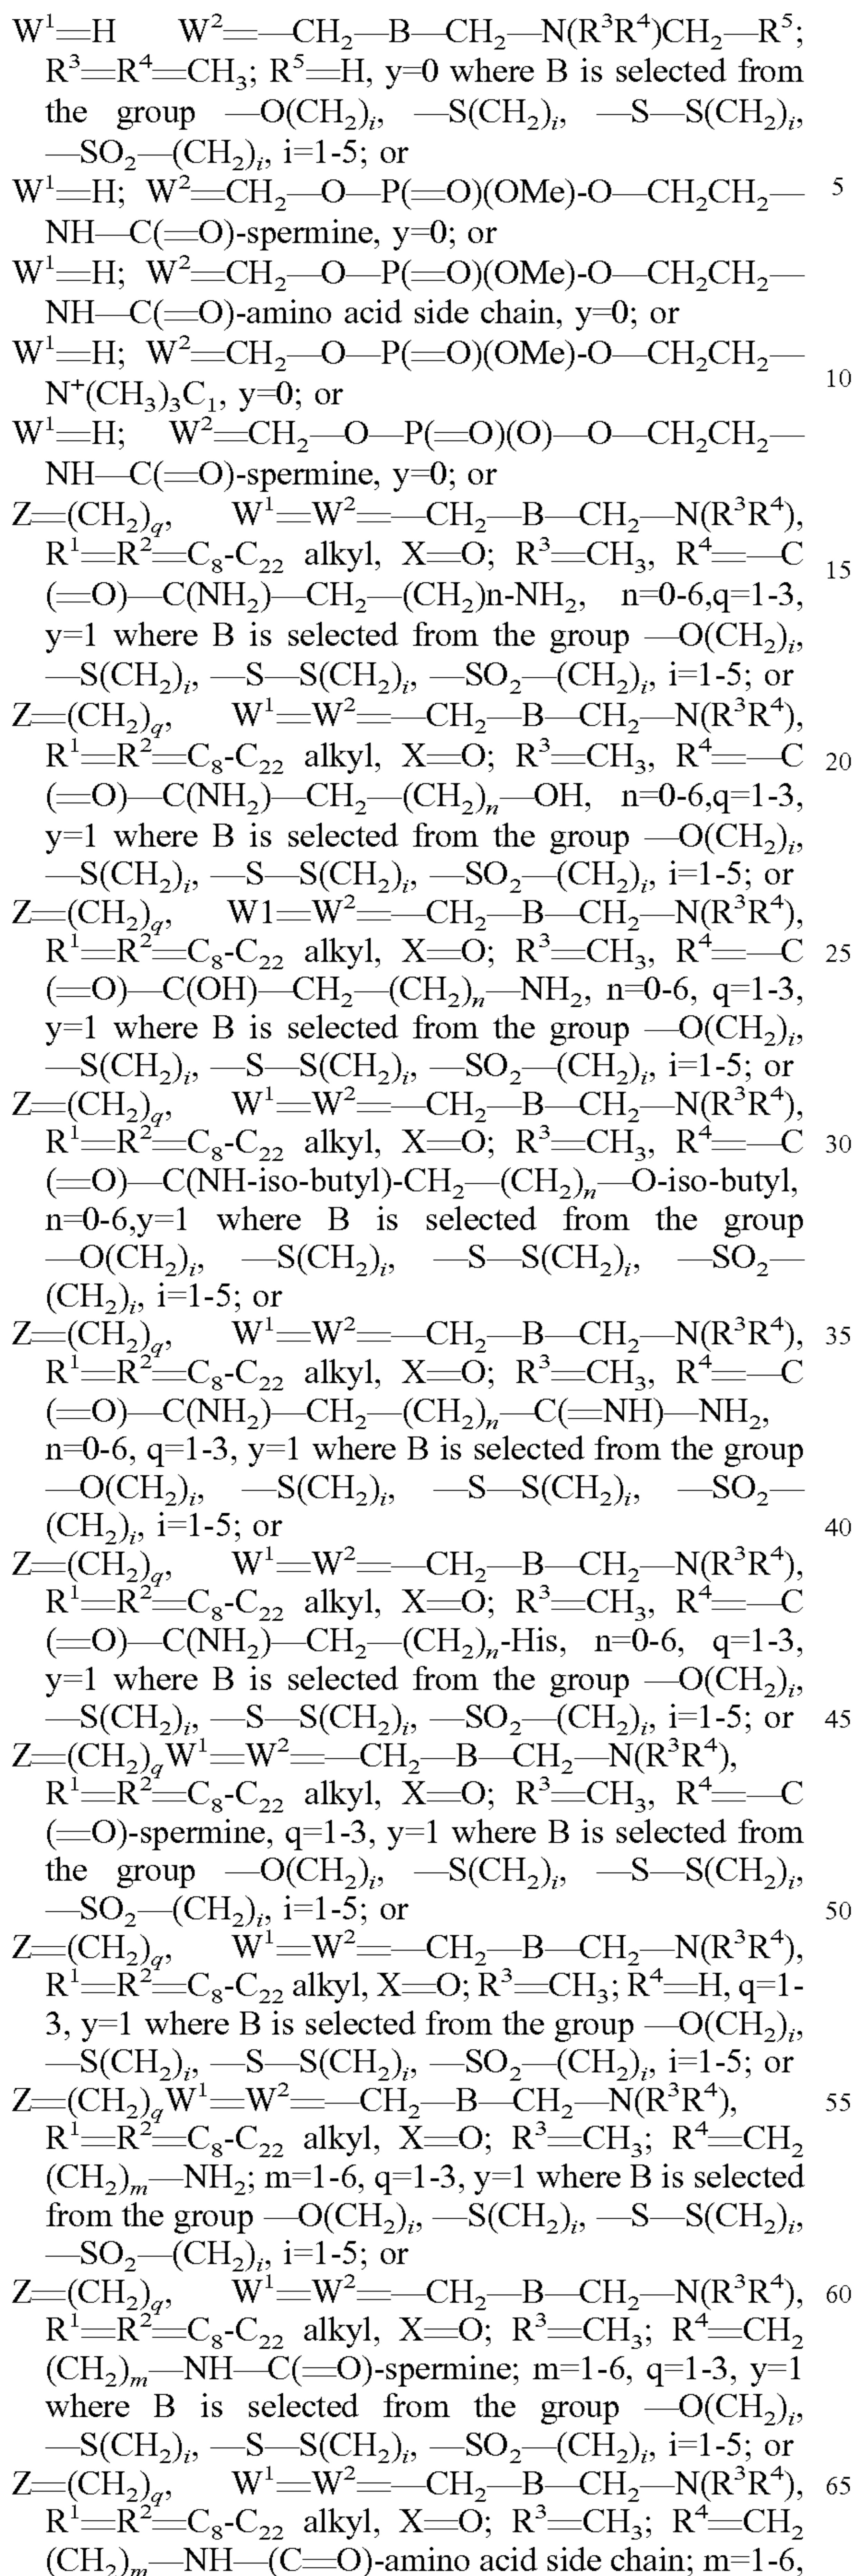 W¹═H W²═—CH₂—B—CH₂—N(R³R⁴)CH₂—R⁵;
R³═R⁴═CH₃; R⁵═H, y=0 where B is selected from
the group —O(CH₂)ᵢ, —S(CH₂)ᵢ, —S—S(CH₂)ᵢ,
—SO₂—(CH₂)ᵢ, i=1-5; or
W¹═H; W²═CH₂—O—P(═O)(OMe)-O—CH₂CH₂— 5
NH—C(═O)-spermine, y=0; or
W¹═H; W²═CH₂—O—P(═O)(OMe)-O—CH₂CH₂—
NH—C(═O)-amino acid side chain, y=0; or
W¹═H; W²═CH₂—O—P(═O)(OMe)-O—CH₂CH₂—
N⁺(CH₃)₃C₁, y=0; or 10
W¹═H; W²═CH₂—O—P(═O)(O)—O—CH₂CH₂—
NH—C(═O)-spermine, y=0; or
Z═(CH₂)_q, W¹═W²═—CH₂—B—CH₂—N(R³R⁴),
R¹═R²═C₈-C₂₂ alkyl, X═O; R³═CH₃, R⁴═—C 15
(═O)—C(NH₂)—CH₂—(CH₂)n-NH₂, n=0-6,q=1-3,
y=1 where B is selected from the group —O(CH₂)ᵢ,
—S(CH₂)ᵢ, —S—S(CH₂)ᵢ, —SO₂—(CH₂)ᵢ, i=1-5; or
Z═(CH₂)_q, W¹═W²═—CH₂—B—CH₂—N(R³R⁴),
R¹═R²═C₈-C₂₂ alkyl, X═O; R³═CH₃, R⁴═—C 20
(═O)—C(NH₂)—CH₂—(CH₂)ₙ—OH, n=0-6,q=1-3,
y=1 where B is selected from the group —O(CH₂)ᵢ,
—S(CH₂)ᵢ, —S—S(CH₂)ᵢ, —SO₂—(CH₂)ᵢ, i=1-5; or
Z═(CH₂)_q, W1═W²═—CH₂—B—CH₂—N(R³R⁴),
R¹═R²═C₈-C₂₂ alkyl, X═O; R³═CH₃, R⁴═—C 25
(═O)—C(OH)—CH₂—(CH₂)ₙ—NH₂, n=0-6, q=1-3,
y=1 where B is selected from the group —O(CH₂)ᵢ,
—S(CH₂)ᵢ, —S—S(CH₂)ᵢ, —SO₂—(CH₂)ᵢ, i=1-5; or
Z═(CH₂)_q, W¹═W²═—CH₂—B—CH₂—N(R³R⁴),
R¹═R²═C₈-C₂₂ alkyl, X═O; R³═CH₃, R⁴═—C 30
(═O)—C(NH-iso-butyl)-CH₂—(CH₂)ₙ—O-iso-butyl,
n=0-6,y=1 where B is selected from the group
—O(CH₂)ᵢ, —S(CH₂)ᵢ, —S—S(CH₂)ᵢ, —SO₂—
(CH₂)ᵢ, i=1-5; or
Z═(CH₂)_q, W¹═W²═—CH₂—B—CH₂—N(R³R⁴), 35
R¹═R²═C₈-C₂₂ alkyl, X═O; R³═CH₃, R⁴═—C
(═O)—C(NH₂)—CH₂—(CH₂)ₙ—C(═NH)—NH₂,
n=0-6, q=1-3, y=1 where B is selected from the group
—O(CH₂)ᵢ, —S(CH₂)ᵢ, —S—S(CH₂)ᵢ, —SO₂—
(CH₂)ᵢ, i=1-5; or 40
Z═(CH₂)_q, W¹═W²═—CH₂—B—CH₂—N(R³R⁴),
R¹═R²═C₈-C₂₂ alkyl, X═O; R³═CH₃, R⁴═—C
(═O)—C(NH₂)—CH₂—(CH₂)ₙ-His, n=0-6, q=1-3,
y=1 where B is selected from the group —O(CH₂)ᵢ,
—S(CH₂)ᵢ, —S—S(CH₂)ᵢ, —SO₂—(CH₂)ᵢ, i=1-5; or 45
Z═(CH₂)_qW¹═W²═—CH₂—B—CH₂—N(R³R⁴),
R¹═R²═C₈-C₂₂ alkyl, X═O; R³═CH₃, R⁴═—C
(═O)-spermine, q=1-3, y=1 where B is selected from
the group —O(CH₂)ᵢ, —S(CH₂)ᵢ, —S—S(CH₂)ᵢ,
—SO₂—(CH₂)ᵢ, i=1-5; or 50
Z═(CH₂)_q, W¹═W²═—CH₂—B—CH₂—N(R³R⁴),
R¹═R²═C₈-C₂₂ alkyl, X═O; R³═CH₃; R⁴═H, q=1-
3, y=1 where B is selected from the group —O(CH₂)ᵢ,
—S(CH₂)ᵢ, —S—S(CH₂)ᵢ, —SO₂—(CH₂)ᵢ, i=1-5; or
Z═(CH₂)_qW¹═W²═—CH₂—B—CH₂—N(R³R⁴), 55
R¹═R²═C₈-C₂₂ alkyl, X═O; R³═CH₃; R⁴═CH₂
(CH₂)ₘ—NH₂; m=1-6, q=1-3, y=1 where B is selected
from the group —O(CH₂)ᵢ, —S(CH₂)ᵢ, —S—S(CH₂)ᵢ,
—SO₂—(CH₂)ᵢ, i=1-5; or
Z═(CH₂)_q, W¹═W²═—CH₂—B—CH₂—N(R³R⁴), 60
R¹═R²═C₈-C₂₂ alkyl, X═O; R³═CH₃; R⁴═CH₂
(CH₂)ₘ—NH—C(═O)-spermine; m=1-6, q=1-3, y=1
where B is selected from the group —O(CH₂)ᵢ,
—S(CH₂)ᵢ, —S—S(CH₂)ᵢ, —SO₂—(CH₂)ᵢ, i=1-5; or
Z═(CH₂)_q, W¹═W²═—CH₂—B—CH₂—N(R³R⁴), 65
R¹═R²═C₈-C₂₂ alkyl, X═O; R³═CH₃; R⁴═CH₂
(CH₂)ₘ—NH—(C═O)-amino acid side chain; m=1-6,